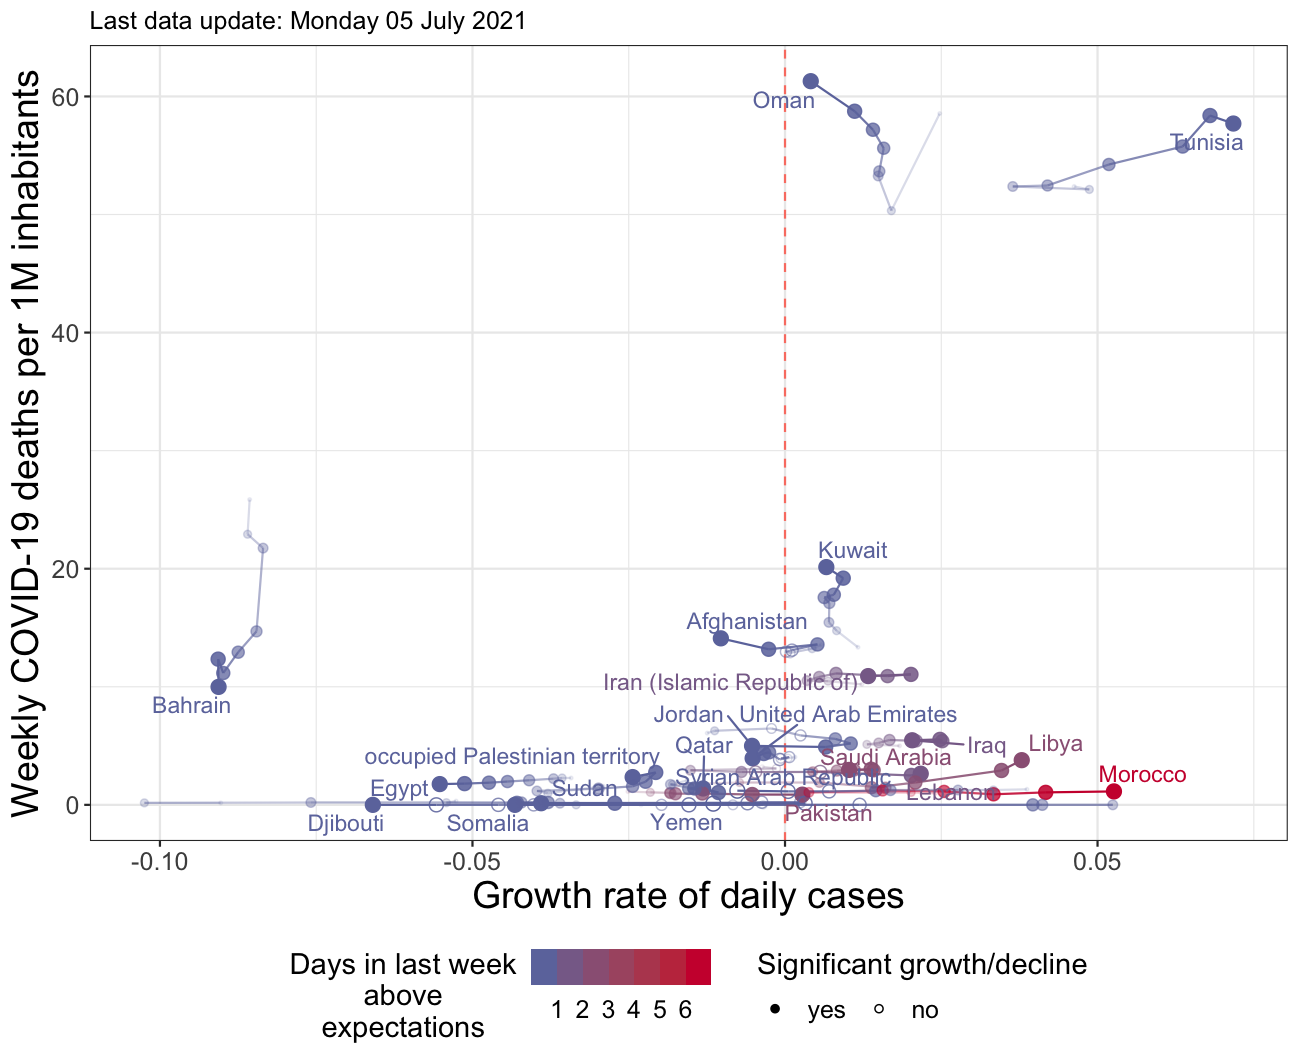 Last data update: Monday 05 July 2021
Weekly COVID-19 deaths per 1M inhabitants
60
40
20
0
Oman
Tunisia
Kuwait
Afghanistan
Iran (Islamic Republic of)
Bahrain
Jordan
United Arab Emirates
Qatar
Iraq
Libya
occupied Palestinian territory
Saudi Arabia
Syrian Arab Republic
Morocco
Egypt
Sudan
Lebanon
Djibouti
Somalia
Yemen
Pakistan
-0.10
-0.05
0.00
0.05
Growth rate of daily cases
Days in last week
above
expectations
1 2 3 4 5 6
Significant growth/decline
yes
no